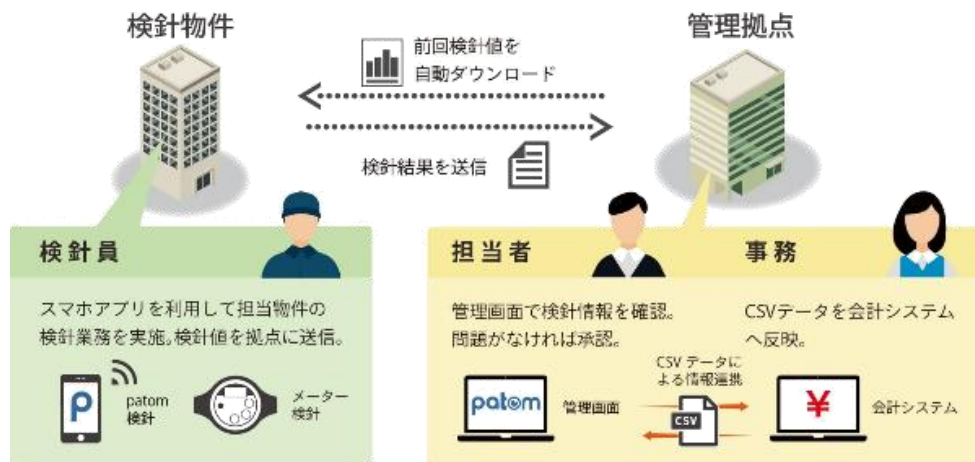 検針物件
管理拠点
前回検針値を
自動ダウンロード
検針結果を送信
検針員
スマホアプリを利用して担当物件の
検針業務を実施。検針値を拠点に送信。
P
patom
検針
メーター
検針
担当者
管理画面で検針情報を確認。
問題がなければ承認。
patom
管理画面
CSVデータに
よる情報連携
CSV
事務
CSVデータを会計システム
へ反映。
¥
会計システム